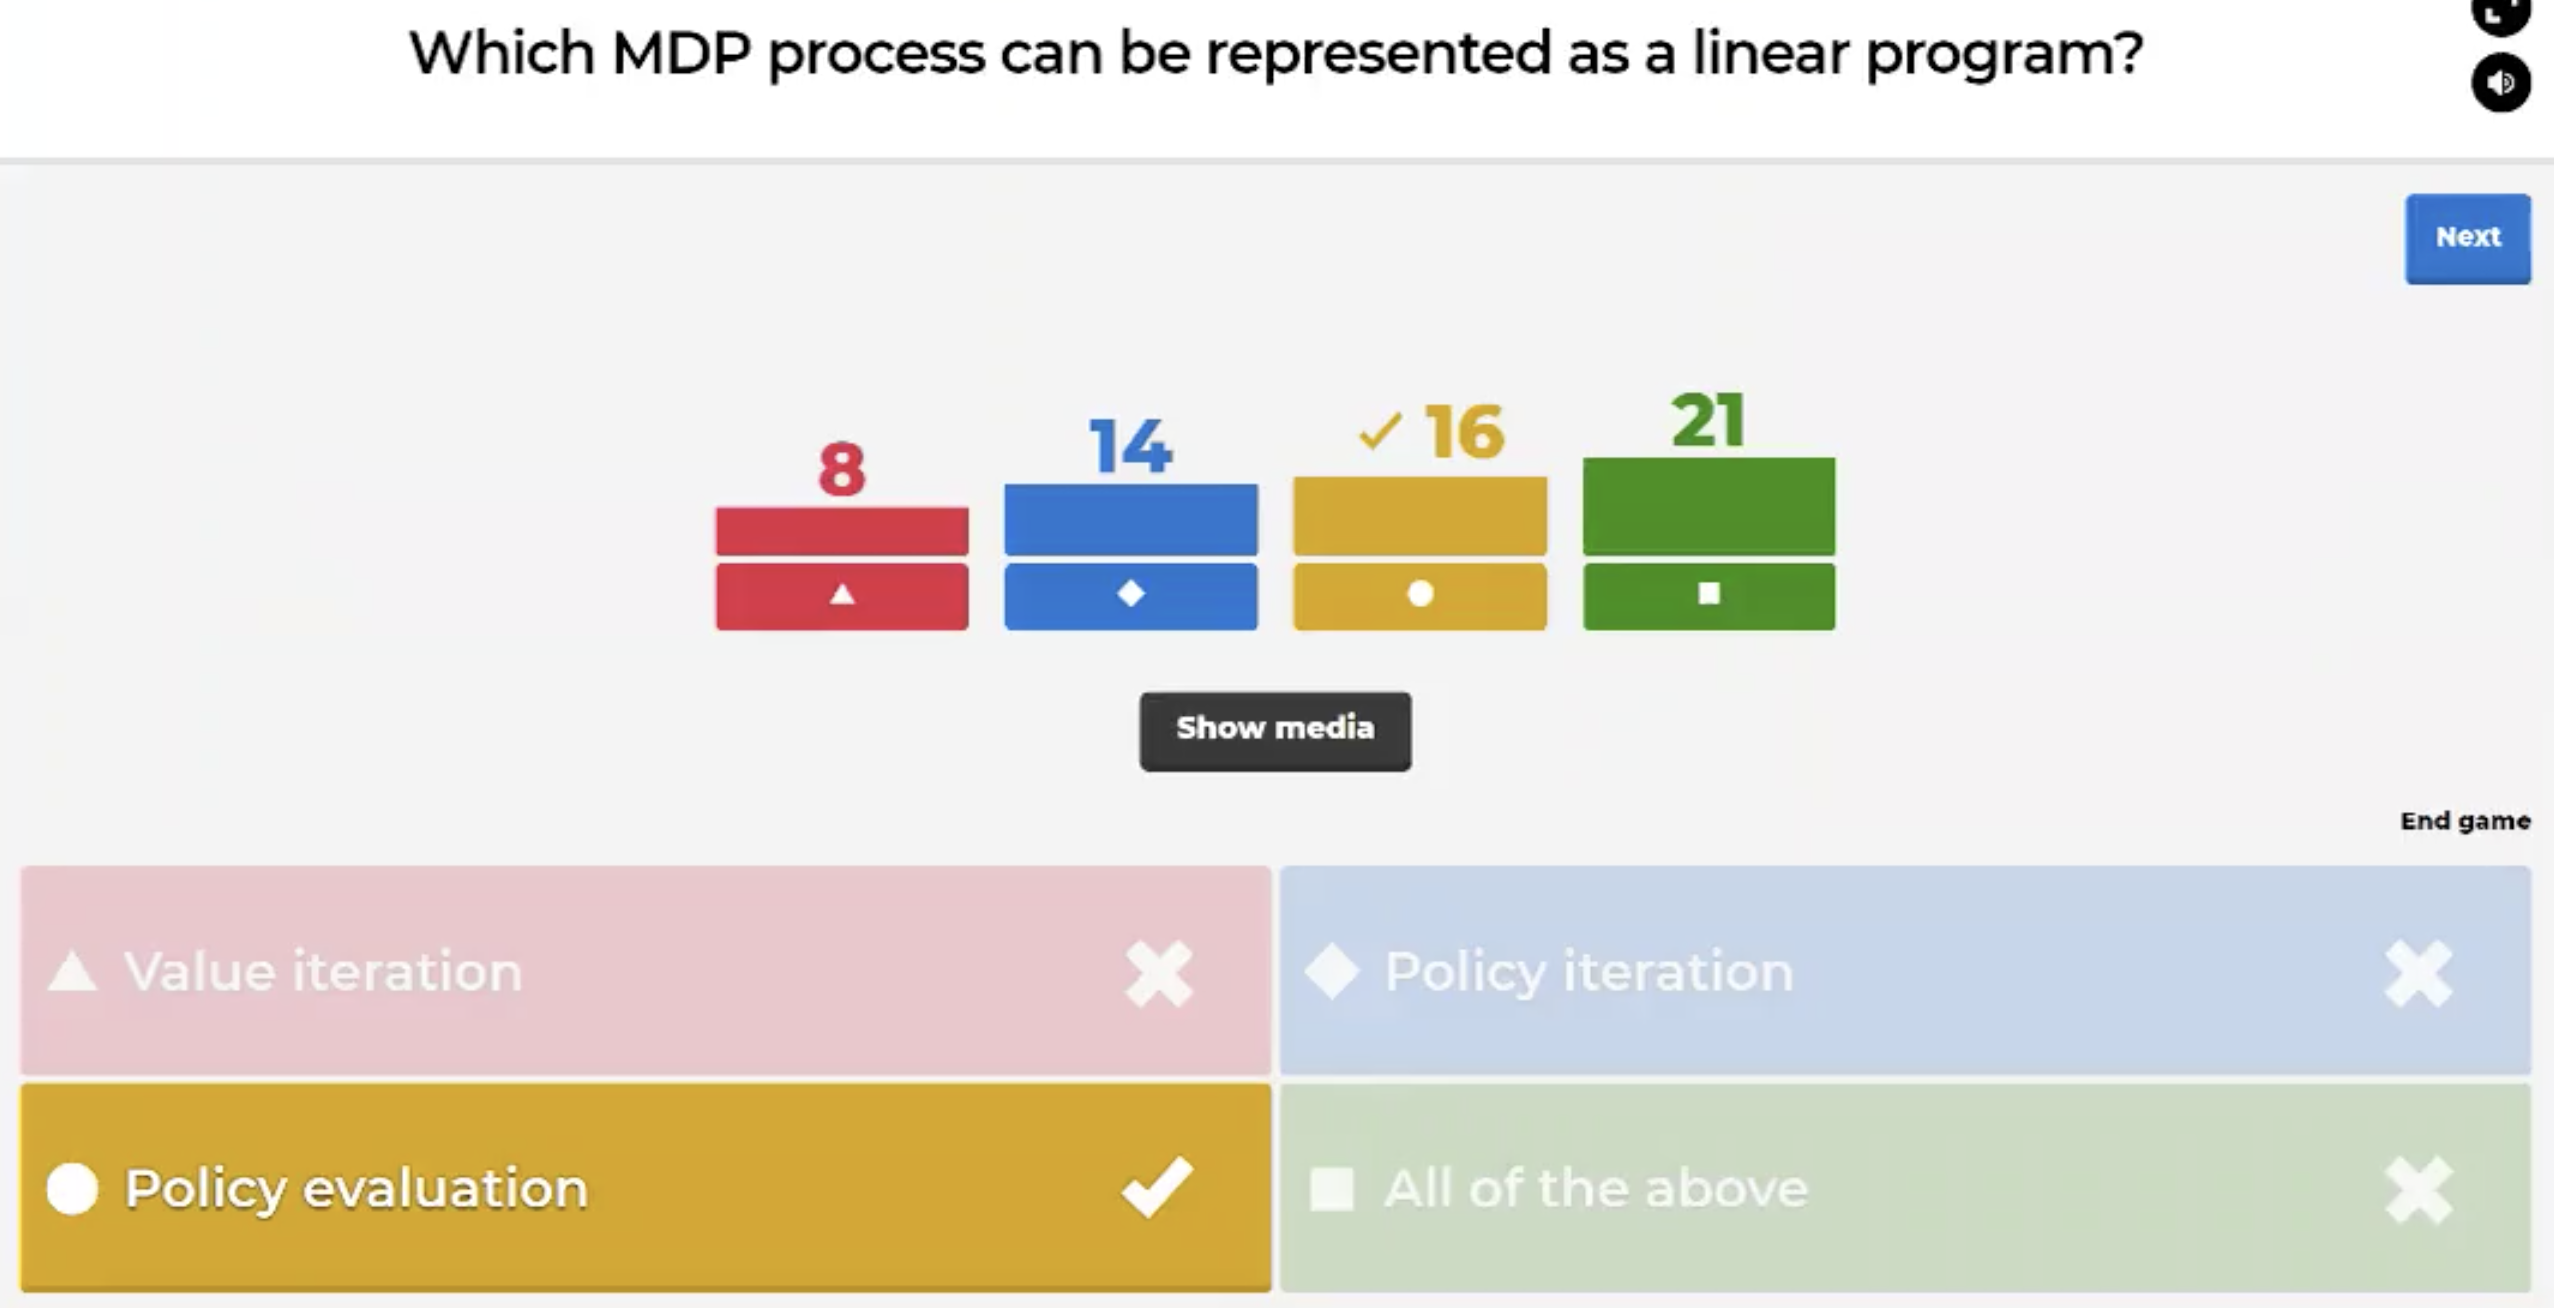 Which MDP process can be represented as a linear program?
Next
8
14
16
21
Show media
End game
Value iteration
Policy iteration
Policy evaluation
All of the above